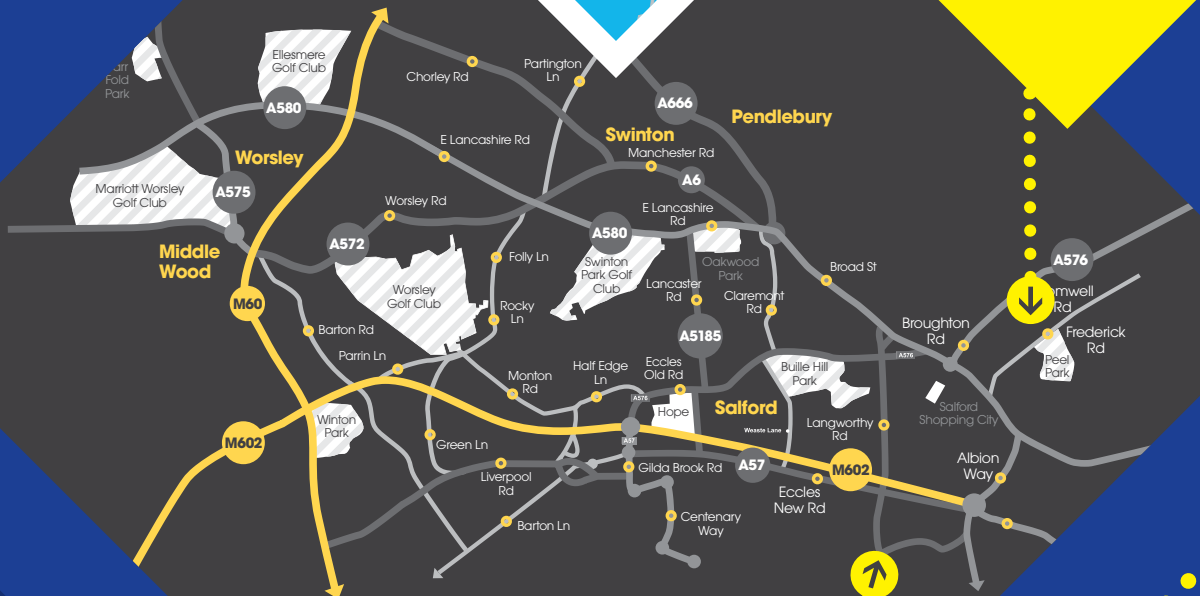 Ellesmere
Golf Club
Chorley Rd
Partington
Ln
arr
Fold
Park
A580
A666
Pendlebury
Swinton
E Lancashire Rd
Manchester Rd
Worsley
A6
Marriott Worsley
Golf Club
A575
Worsley Rd
E Lancashire
Rd
A572
A580
Middle
Wood
Folly Ln
Swinton
Park Golf
Club
Oakwood
Park
Broad St
A576
Worsley
Golf Club
Lancaster
Rd
Claremont
Rd
omwell
Rd
M60
Rocky
Ln
Barton Rd
A5185
Broughton
Rd
Frederick
Rd
Parrin Ln
A576
Half Edge
Ln
Eccles
Old Rd
Buille Hill
Park
Peel
Park
Monton
Rd
A576
Hope
Salford
Salford
Shopping City
Winton
Park
Weaste Lane
Langworthy
Rd
M602
Green Ln
A57
Gilda Brook Rd
A57
M602
Albion
Way
Liverpool
Rd
Eccles
New Rd
Barton Ln
Centenary
Way